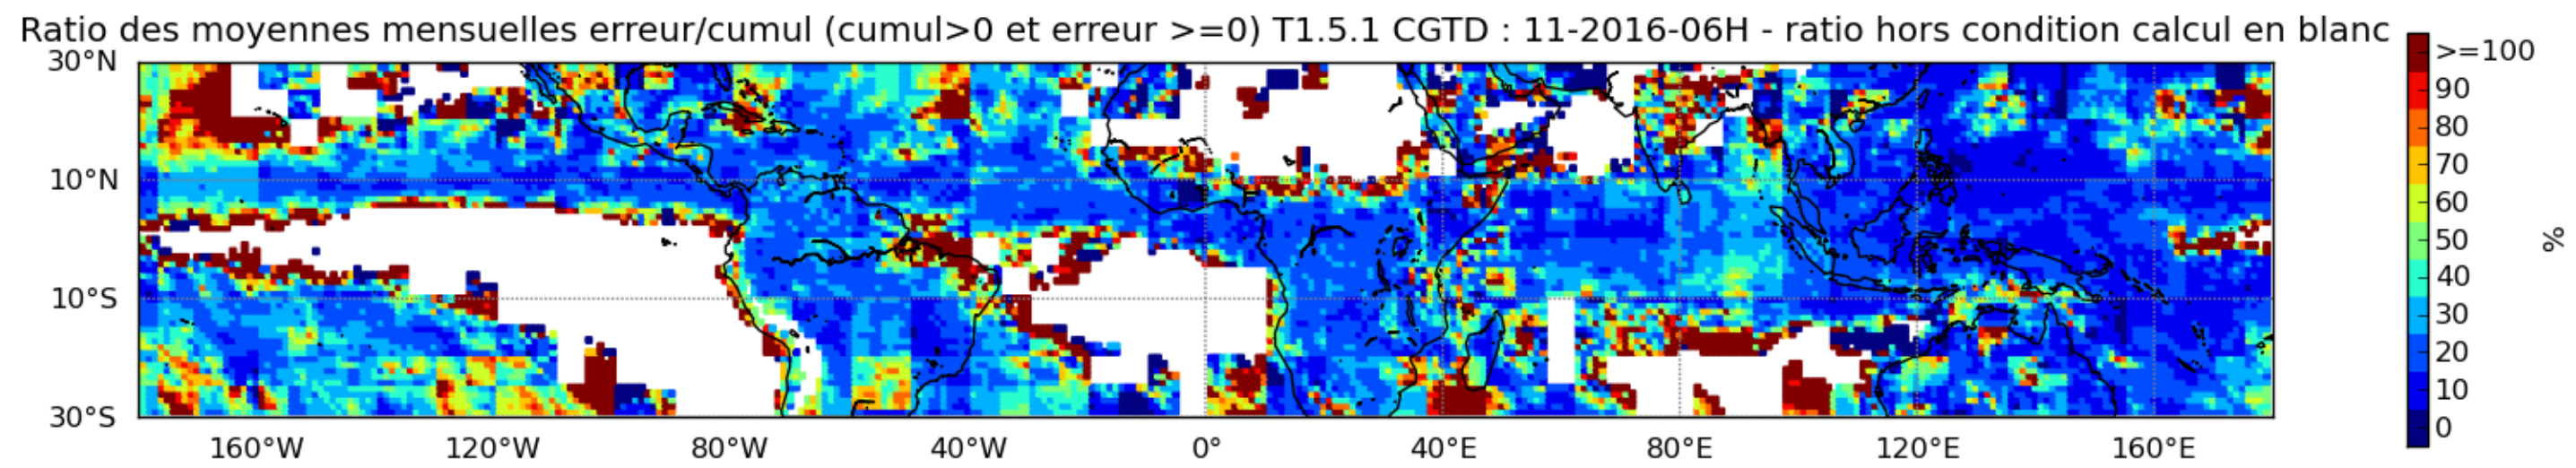 Ratio des moyennes mensuelles erreur/cumul (cumul>0 et erreur >=0) T1.5.1 CGTD : 11-2016-06H - ratio hors condition calcul en blanc
30°N
10°N
10°S
30°S
160°W 120°W 80°W 40°W 0° 40°E 80°E 120°E 160°E
>=100
90
80
70
60
50
40
30
20
10
0
%